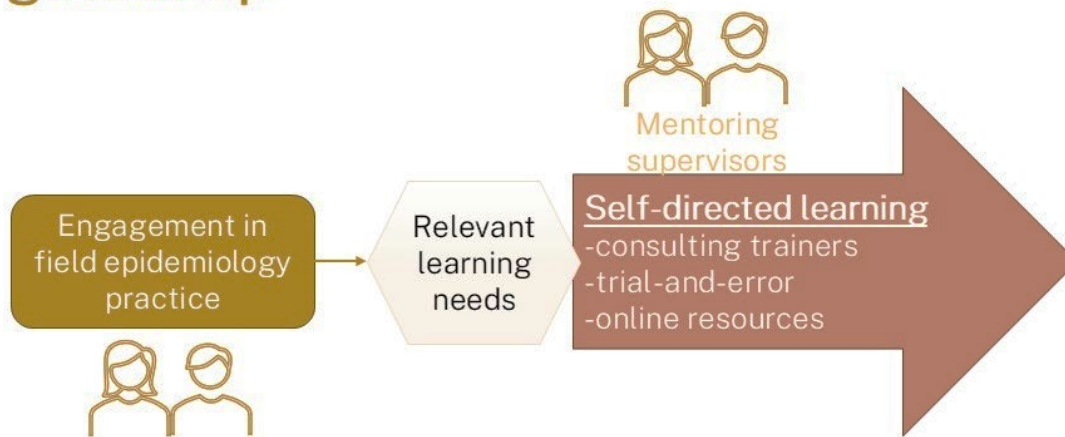 Engagement in
field epidemiology
practice
Relevant
learning
needs
Mentoring
supervisors
Self-directed learning
-consulting trainers
-trial-and-error
-online resources